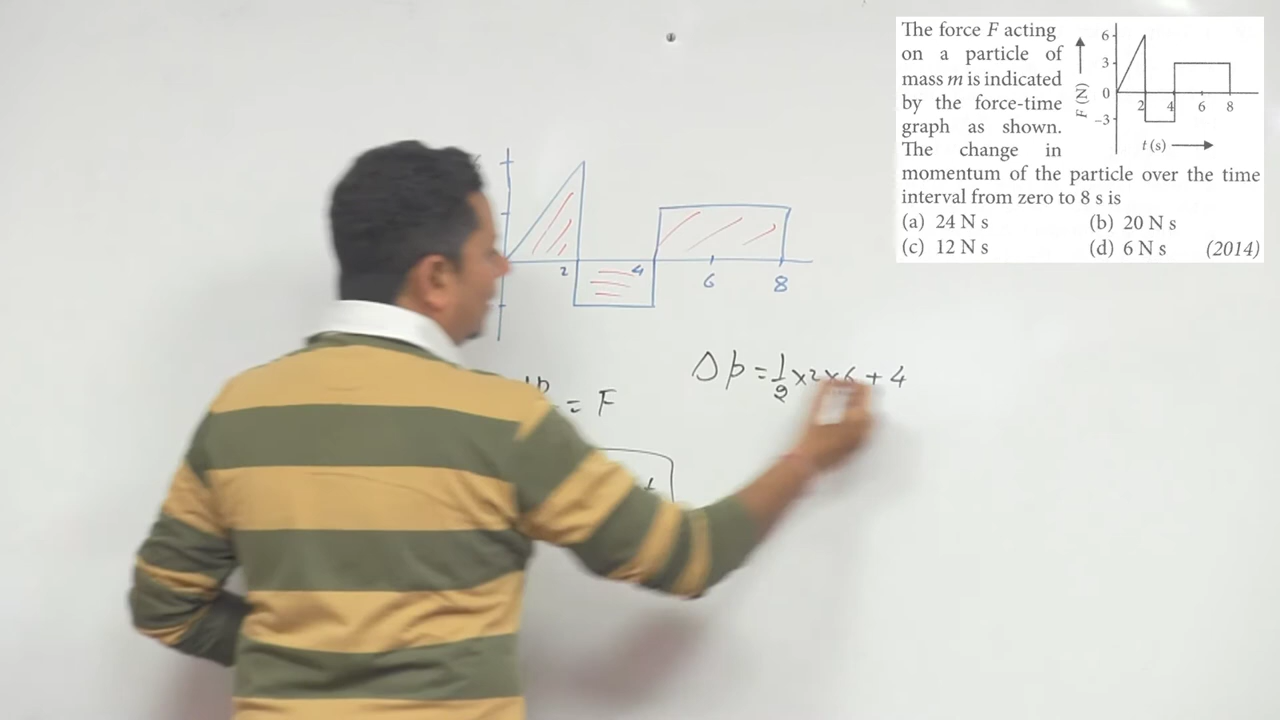 The force F acting
on a particle of
mass m is indicated
by the force-time
graph as shown.
The change in
momentum of the particle over the time
interval from zero to 8 s is
(a) 24 N s (b) 20 N s
(c) 12 N s (d) 6 N s (2014)
6
3
0
–3
F (N)
2 4 6 8
t (s)
2 4 6 8
Δp = 1/2 × 2 × 6 + 4
= F